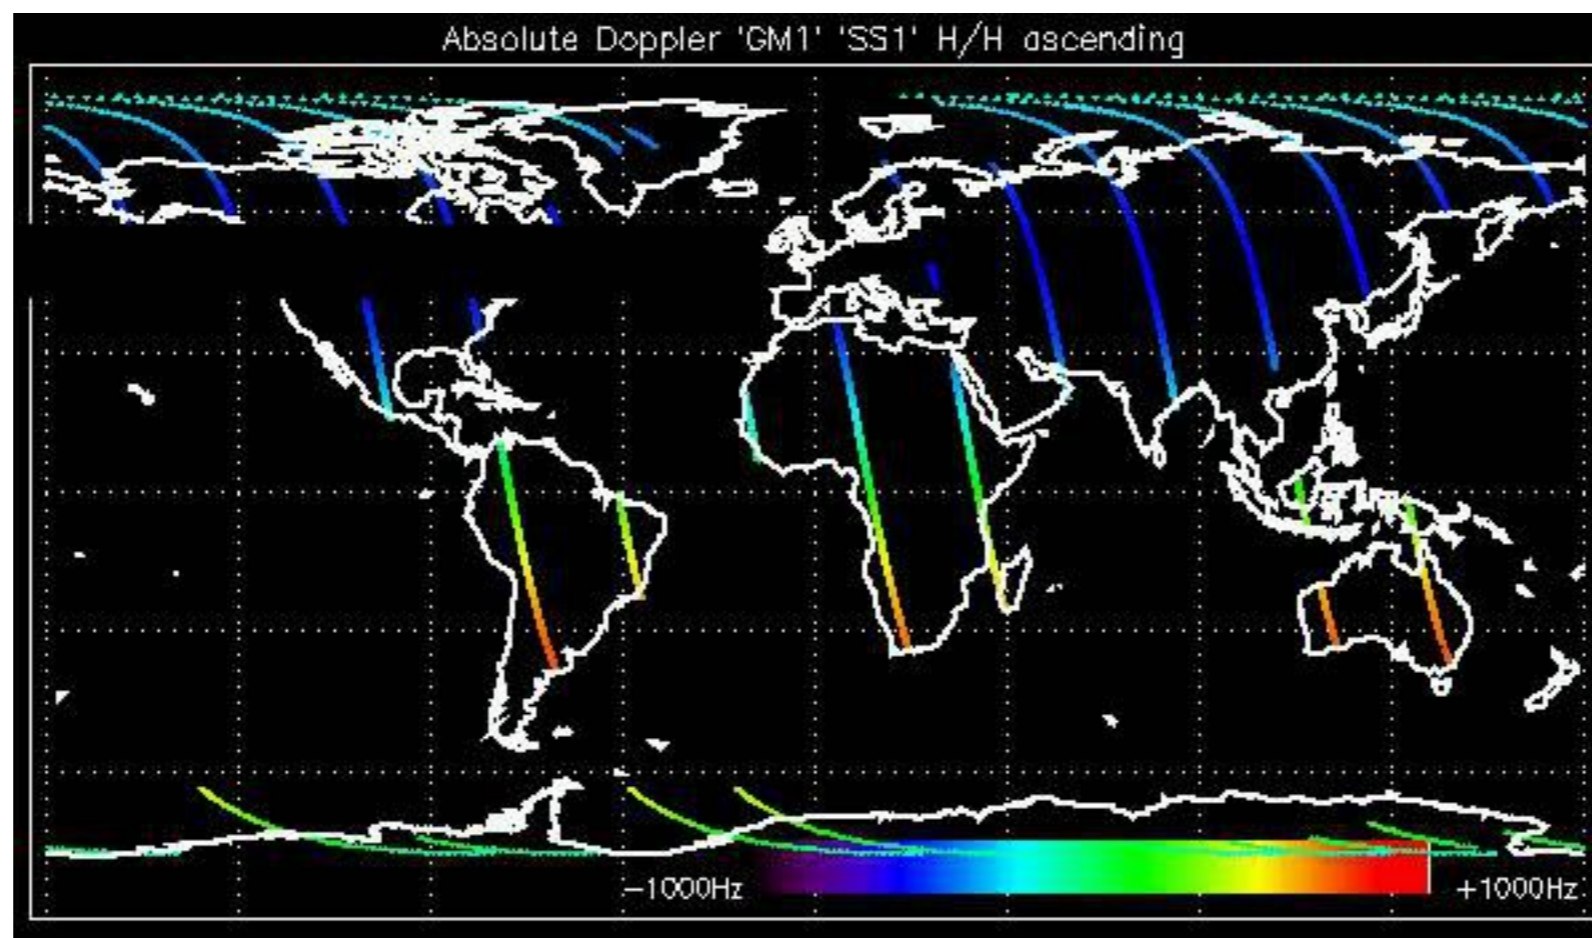 Absolute Doppler 'GM1' 'SS1' H/H ascending
-1000Hz
+1000Hz